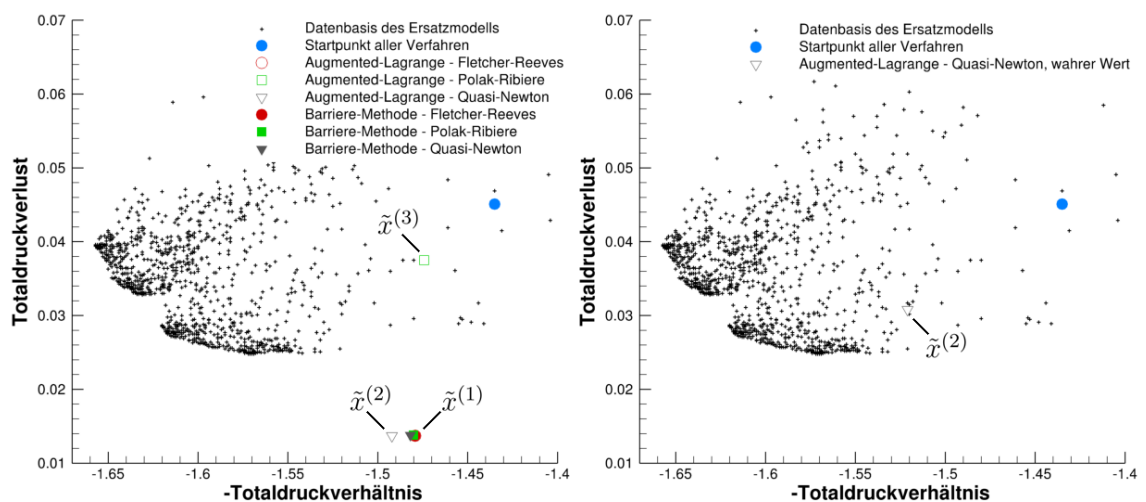 0.07
0.06
0.05
0.04
0.03
0.02
0.01
Totaldruckverlust
Datenbasis des Ersatzmodells
Startpunkt aller Verfahren
Augmented-Lagrange - Fletcher-Reeves
Augmented-Lagrange - Polak-Ribiere
Augmented-Lagrange - Quasi-Newton
Barriere-Methode - Fletcher-Reeves
Barriere-Methode - Polak-Ribiere
Barriere-Methode - Quasi-Newton
x̃⁽³⁾
x̃⁽²⁾ x̃⁽¹⁾
-1.65 -1.6 -1.55 -1.5 -1.45 -1.4
-Totaldruckverhältnis
0.07
0.06
0.05
0.04
0.03
0.02
0.01
Totaldruckverlust
Datenbasis des Ersatzmodells
Startpunkt aller Verfahren
Augmented-Lagrange - Quasi-Newton, wahrer Wert
x̃⁽²⁾
-1.65 -1.6 -1.55 -1.5 -1.45 -1.4
-Totaldruckverhältnis